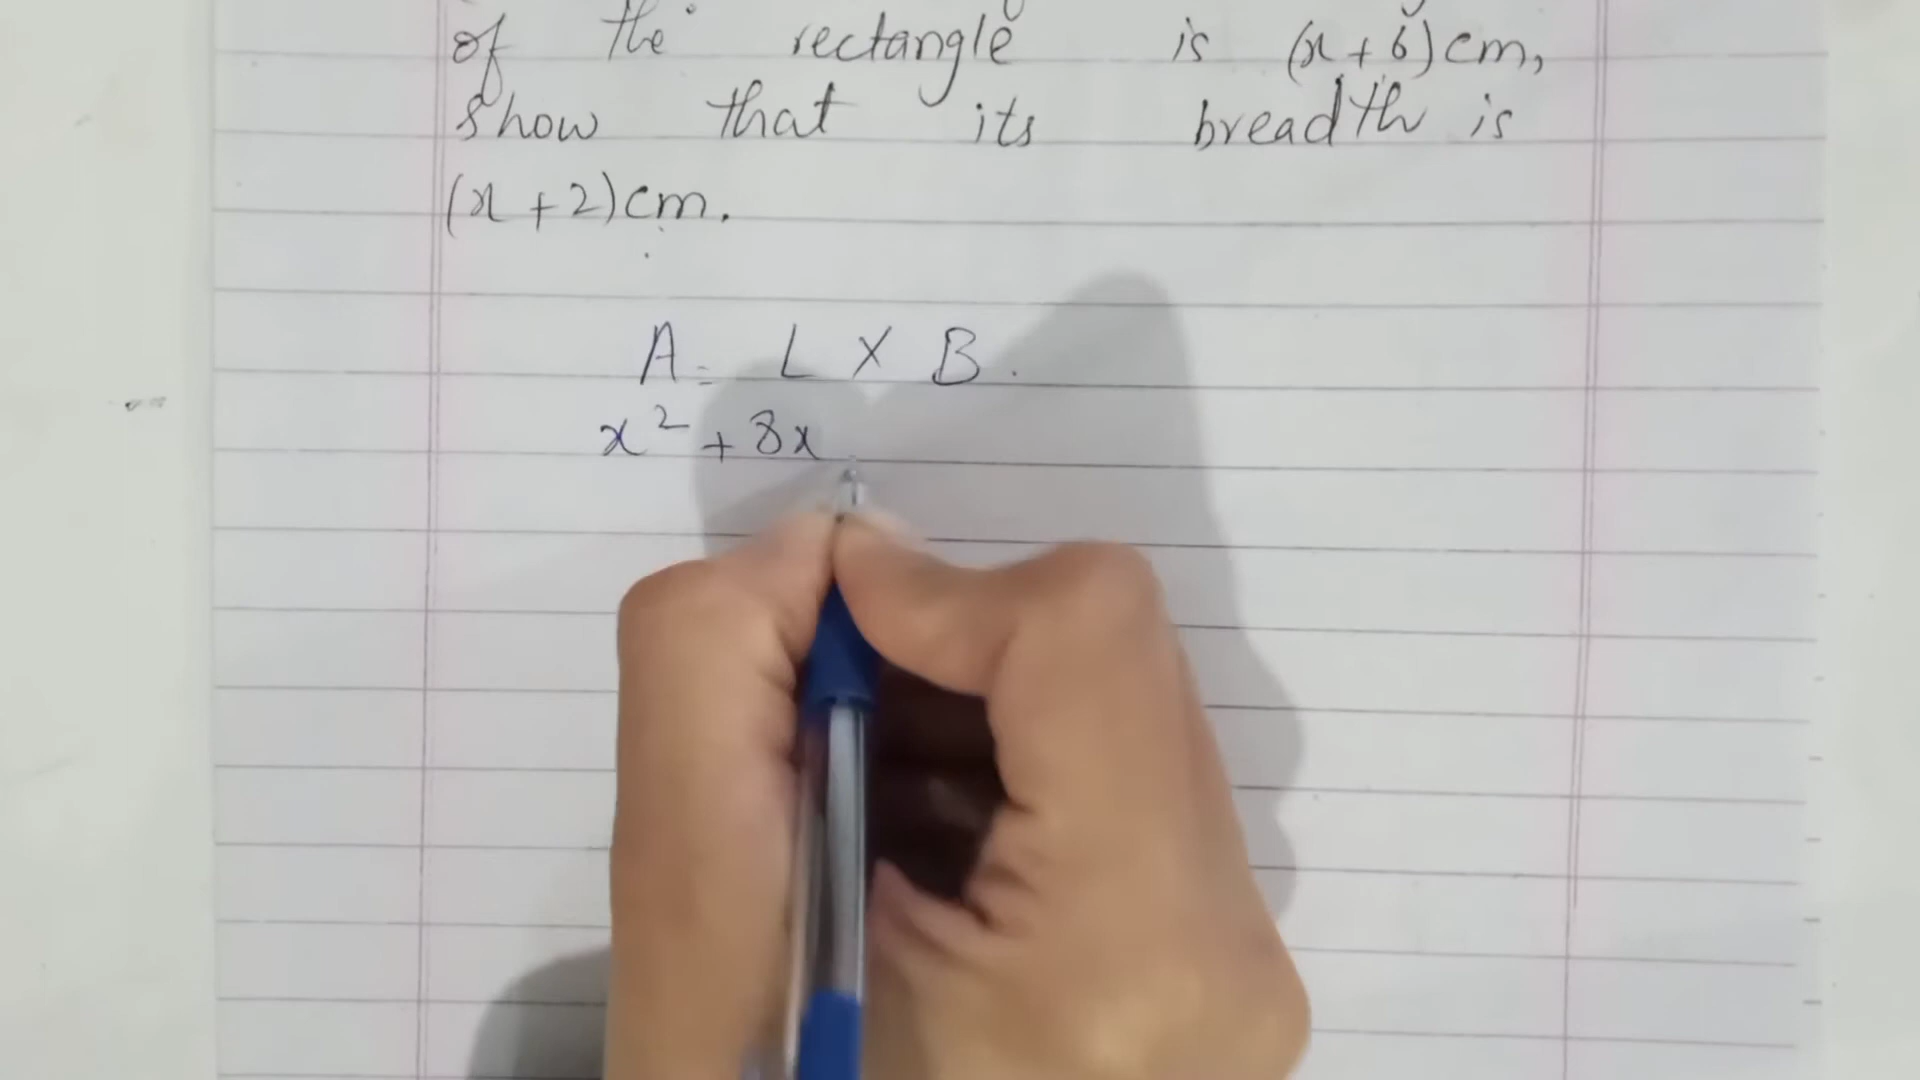 of the rectangle is (x+6)cm,
show that its breadth is
(x+2)cm.
A = L X B.
x² + 8x